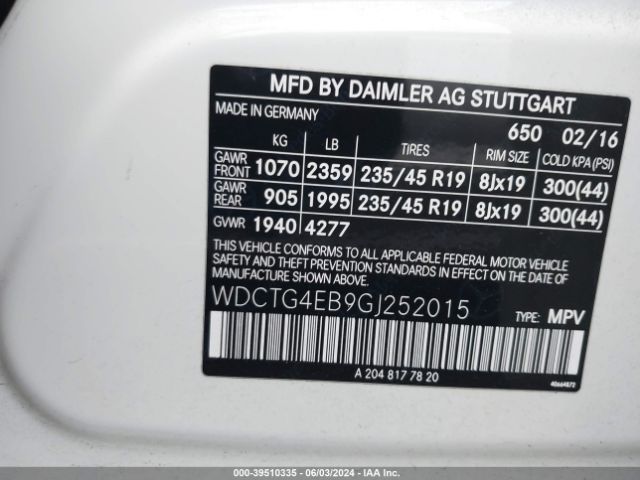 MFD BY DAIMLER AG STUTTGART
MADE IN GERMANY
650 02/16
KG LB TIRES RIM SIZE COLD KPA (PSI)
GAWR FRONT 1070 2359 235/45 R19 8Jx19 300(44)
GAWR REAR 905 1995 235/45 R19 8Jx19 300(44)
GVWR 1940 4277
THIS VEHICLE CONFORMS TO ALL APPLICABLE FEDERAL MOTOR VEHICLE
SAFETY AND THEFT PREVENTION STANDARDS IN EFFECT ON THE DATE
OF MANUFACTURE SHOWN ABOVE.
WDCTG4EB9GJ252015 TYPE: MPV
A 204 817 78 20
IAA-39510335 - 06/03/2024 - IAA Inc.